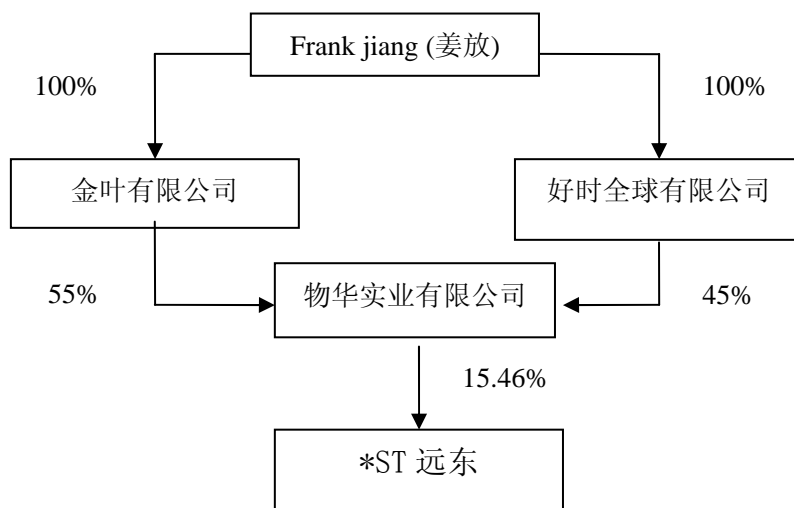 Frank jiang (姜放)
100%
100%
金叶有限公司
好时全球有限公司
55%
物华实业有限公司
45%
15.46%
*ST 远东